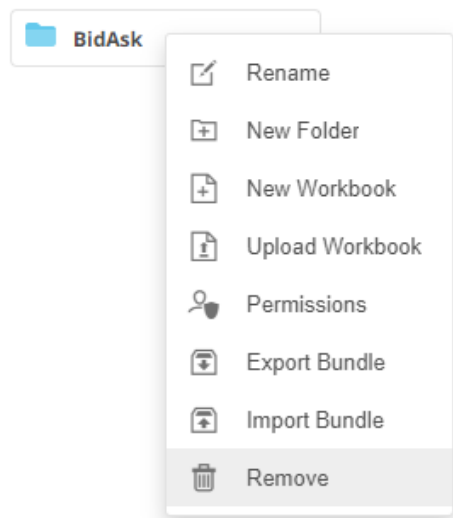 BidAsk
Rename
New Folder
New Workbook
Upload Workbook
Permissions
Export Bundle
Import Bundle
Remove